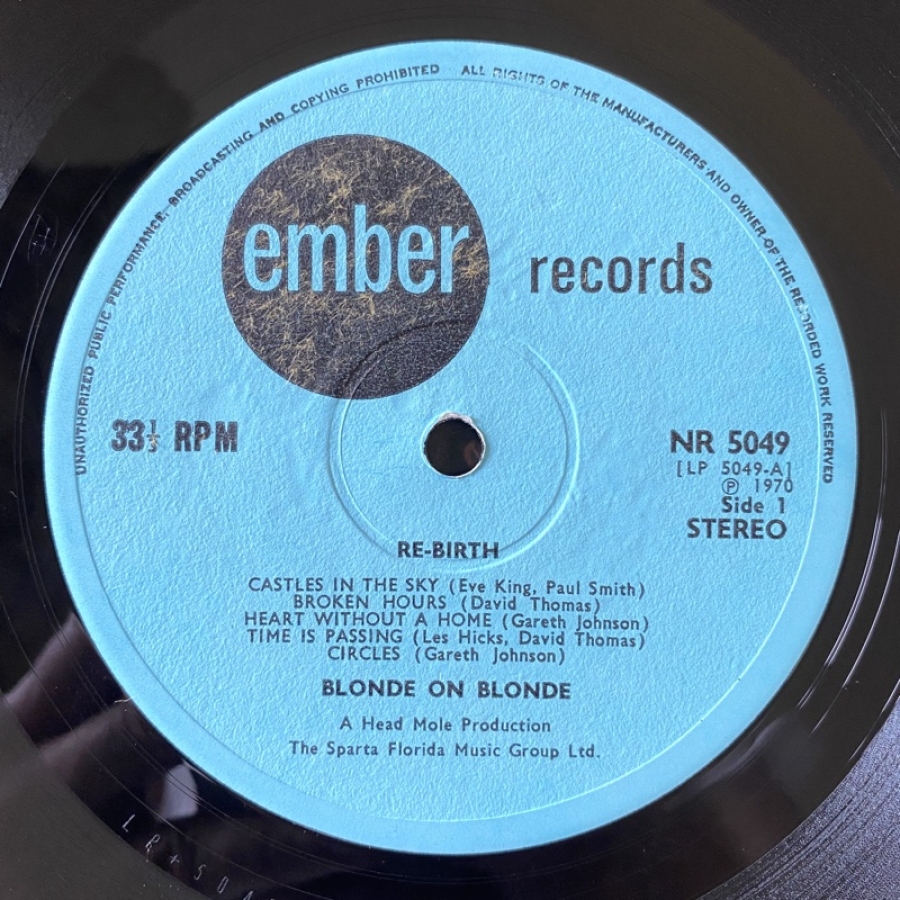 UNAUTHORIZED PUBLIC PERFORMANCE, BROADCASTING AND COPYING PROHIBITED ALL RIGHTS OF THE MANUFACTURERS AND OWNER-OF THE RECORDED WORK RESERVED
ember records
33⅓ RPM
NR 5049
[LP 5049-A]
℗ 1970
Side 1
STEREO
RE-BIRTH
CASTLES IN THE SKY (Eve King, Paul Smith)
BROKEN HOURS (David Thomas)
HEART WITHOUT A HOME (Gareth Johnson)
TIME IS PASSING (Les Hicks, David Thomas)
CIRCLES (Gareth Johnson)
BLONDE ON BLONDE
A Head Mole Production
The Sparta Florida Music Group Ltd.